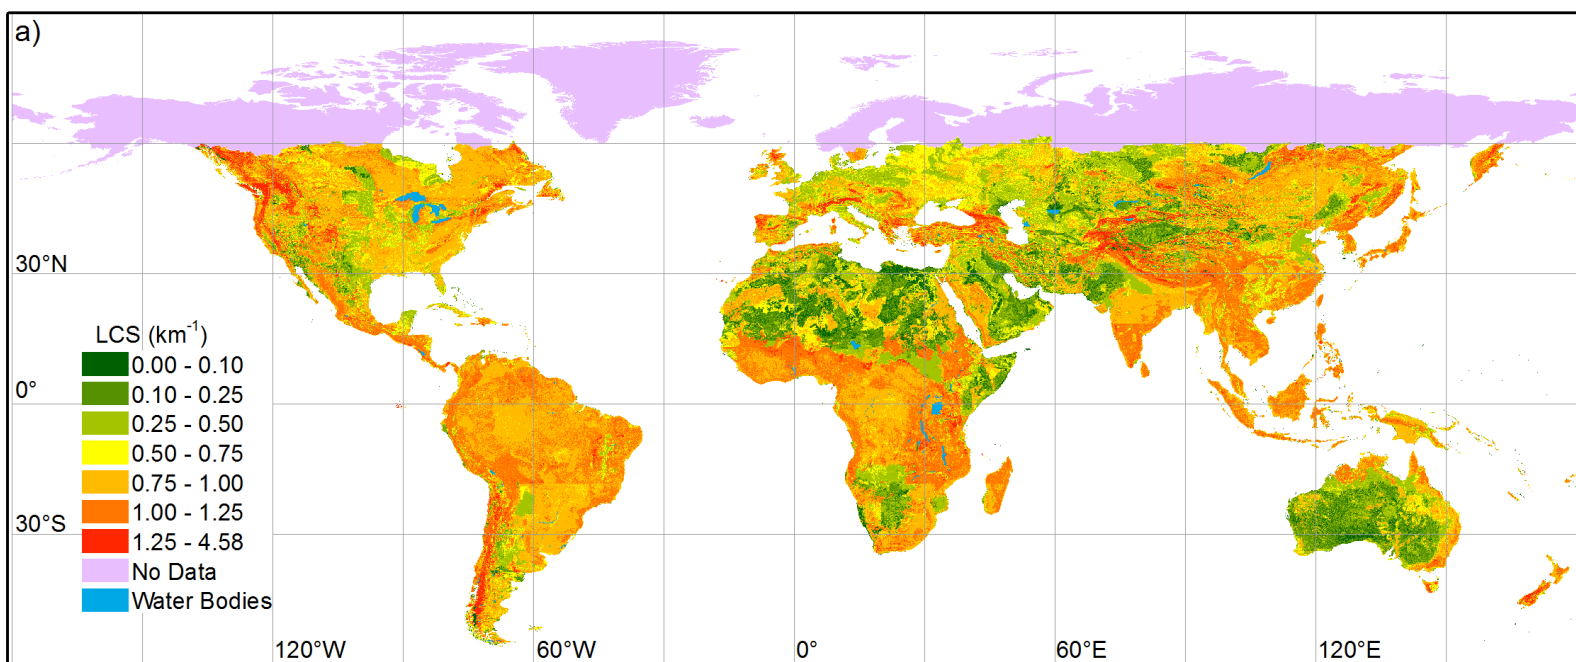 a)
30°N
LCS (km⁻¹)
0.00 - 0.10
0.10 - 0.25
0°
0.25 - 0.50
0.50 - 0.75
0.75 - 1.00
1.00 - 1.25
30°S
1.25 - 4.58
No Data
Water Bodies
120°W 60°W 0° 60°E 120°E